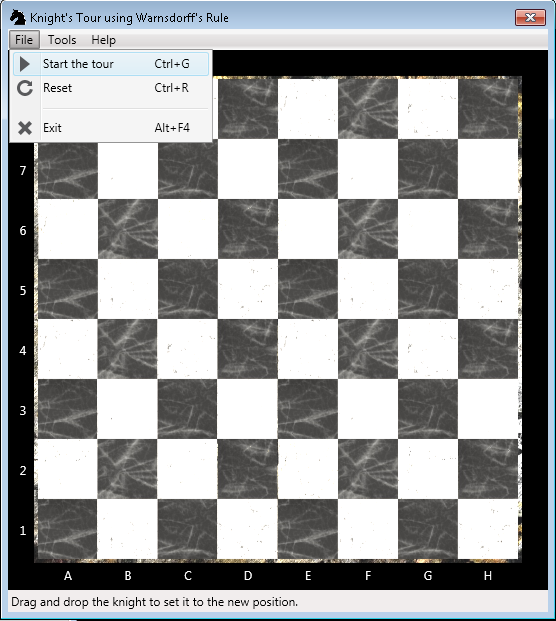 Knight's Tour using Warnsdorff's Rule
File Tools Help
Start the tour Ctrl+G
Reset Ctrl+R
Exit Alt+F4
7
6
5
4
3
2
1
A B C D E F G H
Drag and drop the knight to set it to the new position.